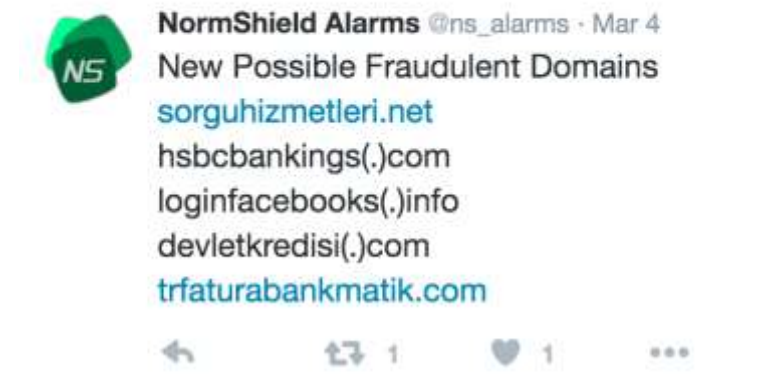 NormShield Alarms @ns_alarms · Mar 4
NS
New Possible Fraudulent Domains
sorguhizmetleri.net
hsbcbankings(.)com
loginfacebooks(.)info
devletkredisi(.)com
trfaturabankmatik.com
1 1